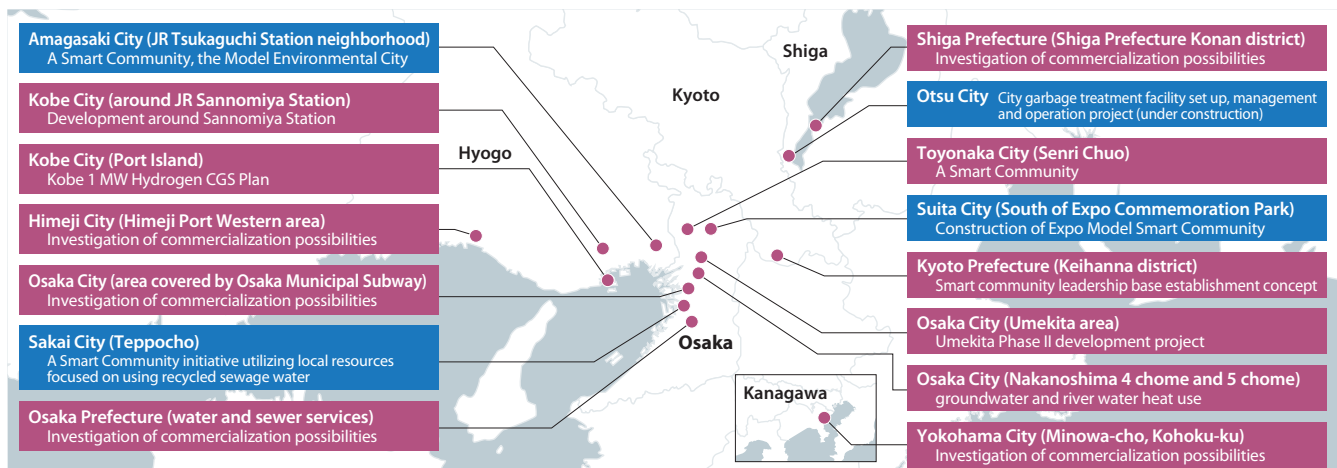 Amagasaki City (JR Tsukaguchi Station neighborhood)
A Smart Community, the Model Environmental City
Kobe City (around JR Sannomiya Station)
Development around Sannomiya Station
Kobe City (Port Island)
Kobe 1 MW Hydrogen CGS Plan
Himeji City (Himeji Port Western area)
Investigation of commercialization possibilities
Osaka City (area covered by Osaka Municipal Subway)
Investigation of commercialization possibilities
Sakai City (Teppocho)
A Smart Community initiative utilizing local resources
focused on using recycled sewage water
Osaka Prefecture (water and sewer services)
Investigation of commercialization possibilities
Hyogo
Kyoto
Shiga
Osaka
Kanagawa
Shiga Prefecture (Shiga Prefecture Konan district)
Investigation of commercialization possibilities
Otsu City City garbage treatment facility set up, management
and operation project (under construction)
Toyonaka City (Senri Chuo)
A Smart Community
Suita City (South of Expo Commemoration Park)
Construction of Expo Model Smart Community
Kyoto Prefecture (Keihanna district)
Smart community leadership base establishment concept
Osaka City (Umekita area)
Umekita Phase II development project
Osaka City (Nakanoshima 4 chome and 5 chome)
groundwater and river water heat use
Yokohama City (Minowa-cho, Kohoku-ku)
Investigation of commercialization possibilities